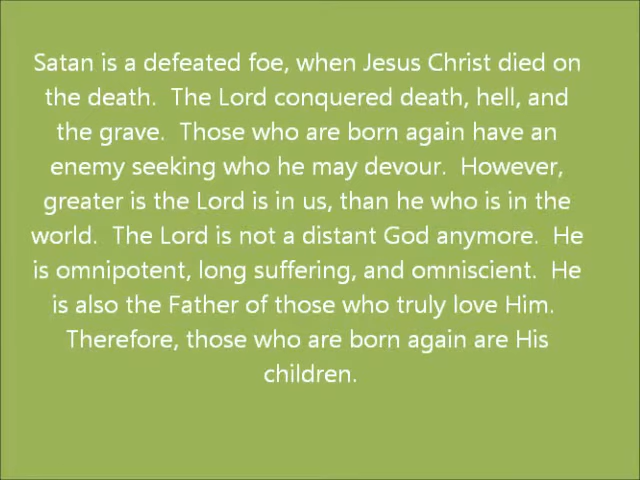 Satan is a defeated foe, when Jesus Christ died on
the death.  The Lord conquered death, hell, and
the grave.  Those who are born again have an
enemy seeking who he may devour.  However,
greater is the Lord is in us, than he who is in the
world.  The Lord is not a distant God anymore.  He
is omnipotent, long suffering, and omniscient.  He
is also the Father of those who truly love Him.
Therefore, those who are born again are His
children.